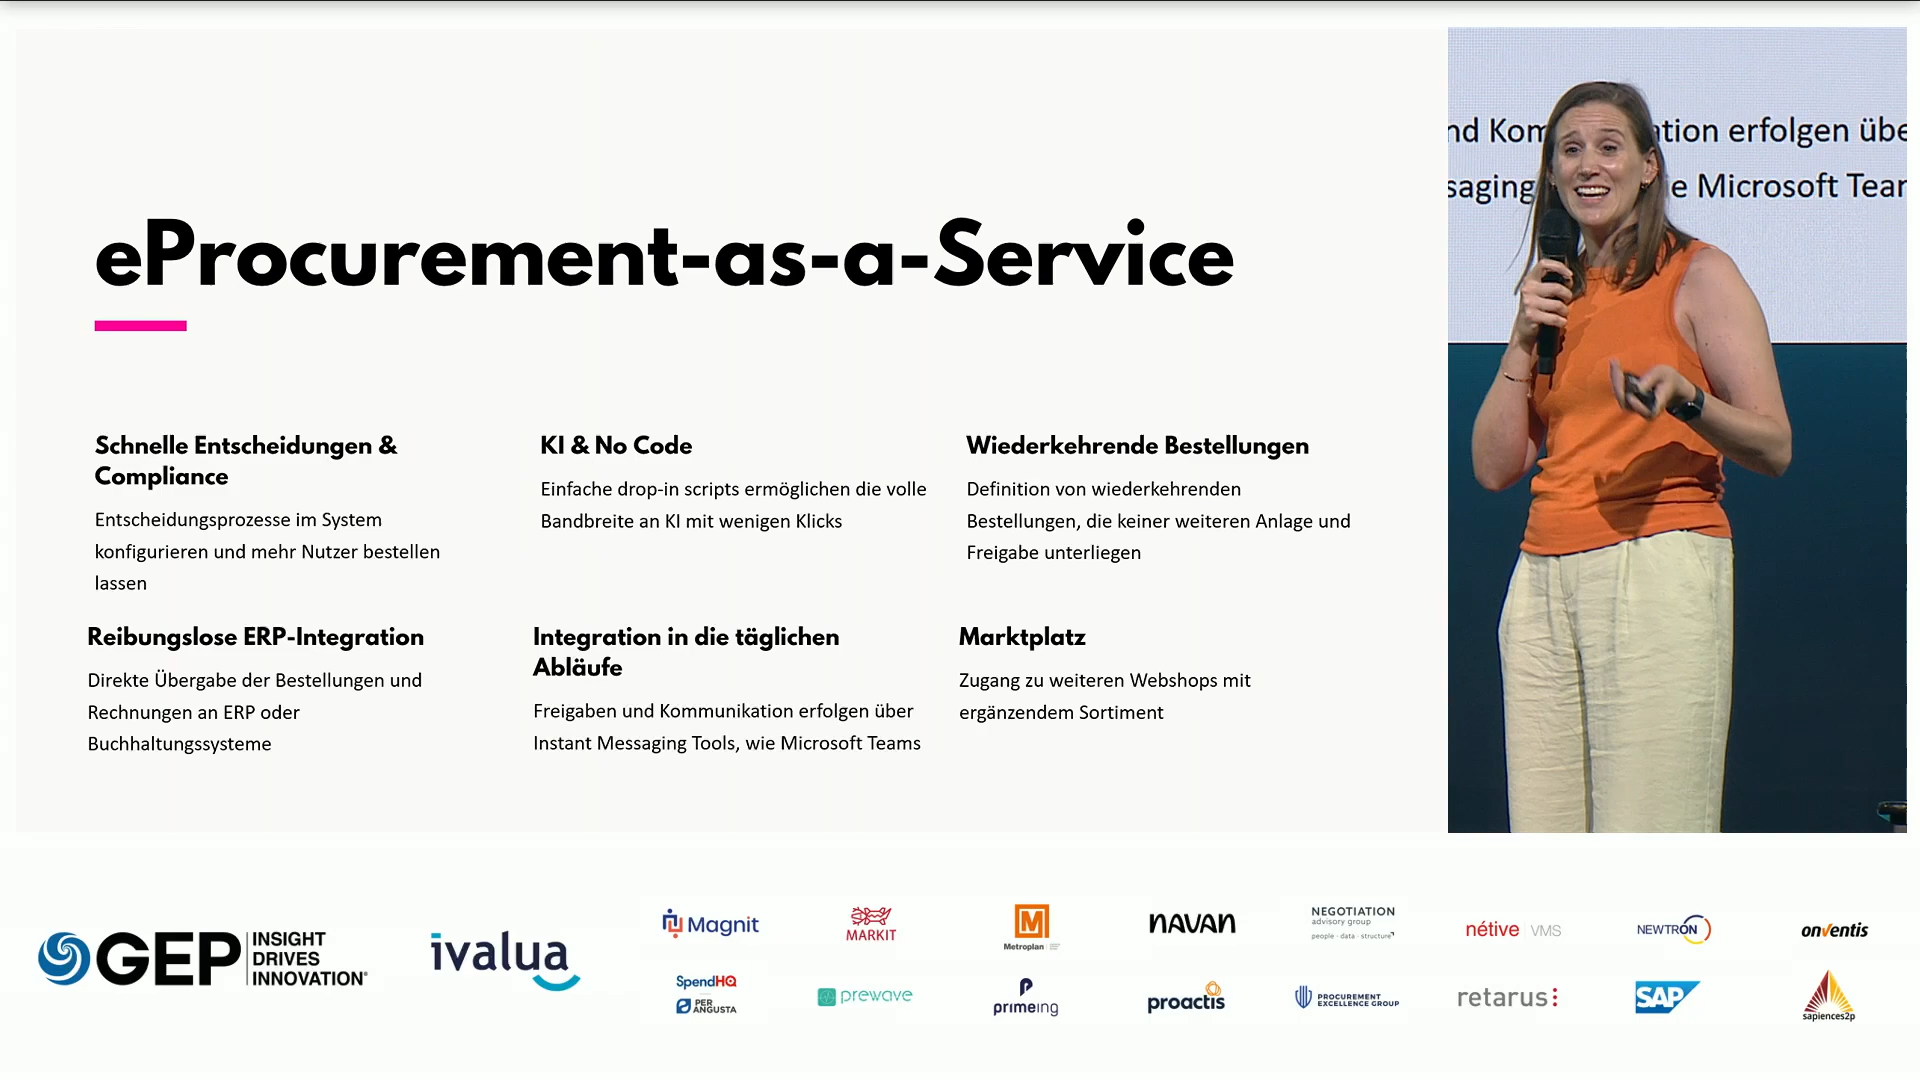 eProcurement-as-a-Service
Schnelle Entscheidungen &
Compliance
Entscheidungsprozesse im System
konfigurieren und mehr Nutzer bestellen
lassen
KI & No Code
Einfache drop-in scripts ermöglichen die volle
Bandbreite an KI mit wenigen Klicks
Wiederkehrende Bestellungen
Definition von wiederkehrenden
Bestellungen, die keiner weiteren Anlage und
Freigabe unterliegen
Reibungslose ERP-Integration
Direkte Übergabe der Bestellungen und
Rechnungen an ERP oder
Buchhaltungssysteme
Integration in die täglichen
Abläufe
Freigaben und Kommunikation erfolgen über
Instant Messaging Tools, wie Microsoft Teams
Marktplatz
Zugang zu weiteren Webshops mit
ergänzendem Sortiment
nd Kom ation erfolgen übe
saging e Microsoft Tear
GEP INSIGHT
DRIVES
INNOVATION
ivalua
Magnit
MARKIT
Metroplan
NAVAN
NEGOTIATION
advisory group
people · data · structure
nétive VMS
NEWTRON
onventis
SpendHQ
PER
ANGUSTA
prewave
primeing
proactis
PROCUREMENT
EXCELLENCE GROUP
retarus
SAP
sapiences2p